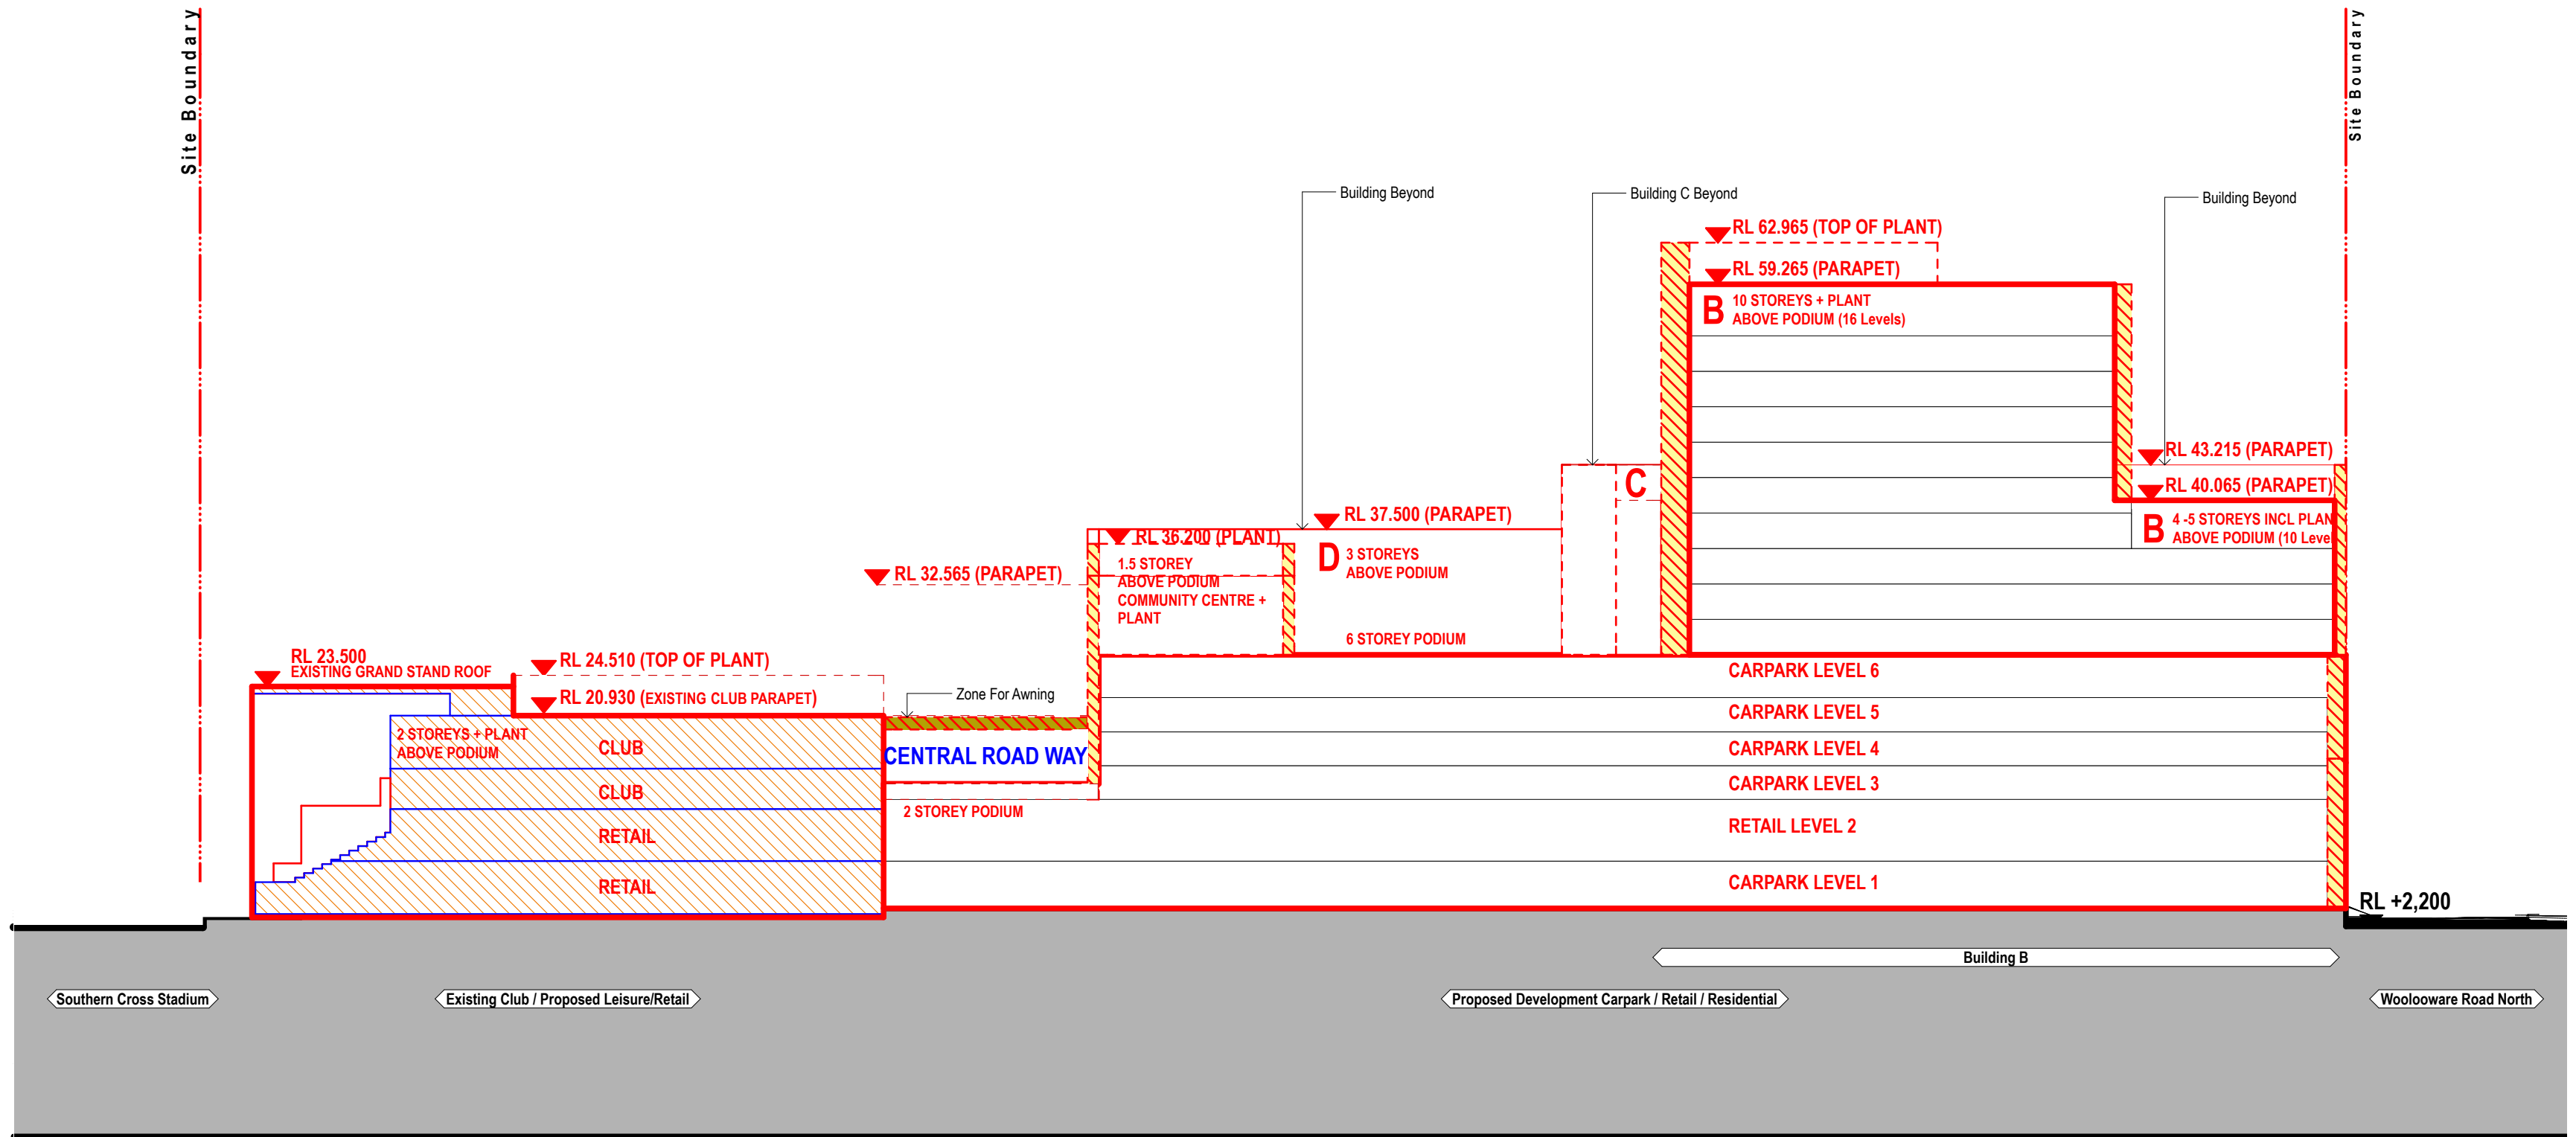 Site Boundary
Site Boundary
Building Beyond
Building C Beyond
Building Beyond
RL 62.965 (TOP OF PLANT)
RL 59.265 (PARAPET)
B 10 STOREYS + PLANT
ABOVE PODIUM (16 Levels)
RL 43.215 (PARAPET)
C
RL 40.065 (PARAPET)
B 4 -5 STOREYS INCL PLAN
ABOVE PODIUM (10 Leve
RL 37.500 (PARAPET)
RL 36.200 (PLANT)
D 3 STOREYS
ABOVE PODIUM
1.5 STOREY
ABOVE PODIUM
COMMUNITY CENTRE +
PLANT
RL 32.565 (PARAPET)
6 STOREY PODIUM
RL 23.500
EXISTING GRAND STAND ROOF
RL 24.510 (TOP OF PLANT)
RL 20.930 (EXISTING CLUB PARAPET)
Zone For Awning
2 STOREYS + PLANT
ABOVE PODIUM
CLUB
CENTRAL ROAD WAY
CLUB
2 STOREY PODIUM
RETAIL
RETAIL
CARPARK LEVEL 6
CARPARK LEVEL 5
CARPARK LEVEL 4
CARPARK LEVEL 3
RETAIL LEVEL 2
CARPARK LEVEL 1
RL +2,200
Building B
Southern Cross Stadium
Existing Club / Proposed Leisure/Retail
Proposed Development Carpark / Retail / Residential
Woolooware Road North